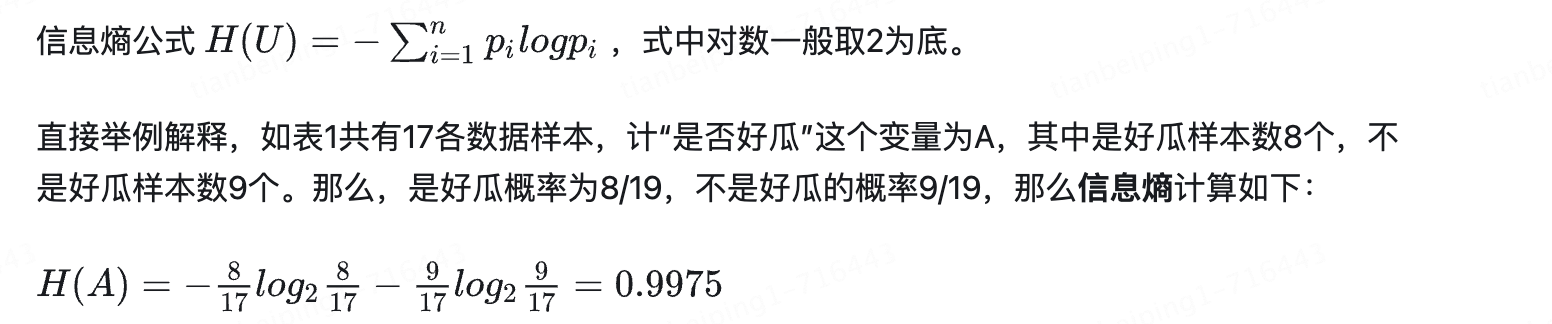 信息熵公式 $H(U) = -\sum_{i=1}^{n} p_i log p_i$ ，式中对数一般取2为底。
直接举例解释，如表1共有17各数据样本，计“是否好瓜”这个变量为A，其中是好瓜样本数8个，不
是好瓜样本数9个。那么，是好瓜概率为8/19，不是好瓜的概率9/19，那么信息熵计算如下：
$H(A) = -\frac{8}{17} log_2 \frac{8}{17} - \frac{9}{17} log_2 \frac{9}{17} = 0.9975$